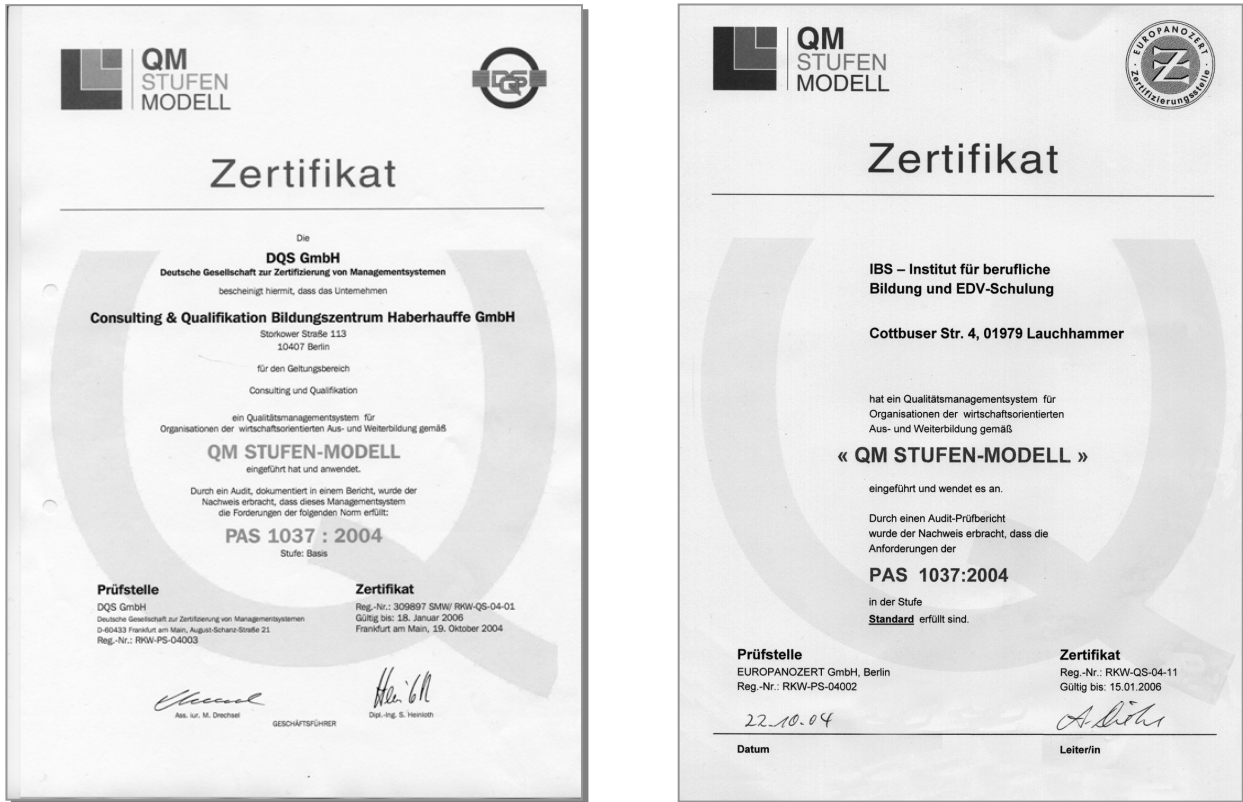 QM
STUFEN
MODELL
DQS
Zertifikat
Die
DQS GmbH
Deutsche Gesellschaft zur Zertifizierung von Managementsystemen
bescheinigt hiermit, dass das Unternehmen
Consulting & Qualifikation Bildungszentrum Haberhauffe GmbH
Storkower Straße 113
10407 Berlin
für den Geltungsbereich
Consulting und Qualifikation
ein Qualitätsmanagementsystem für
Organisationen der wirtschaftsorientierten Aus- und Weiterbildung gemäß
QM STUFEN-MODELL
eingeführt hat und anwendet.
Durch ein Audit, dokumentiert in einem Bericht, wurde der
Nachweis erbracht, dass dieses Managementsystem
die Forderungen der folgenden Norm erfüllt:
PAS 1037 : 2004
Stufe: Basis
Prüfstelle
DQS GmbH
Deutsche Gesellschaft zur Zertifizierung von Managementsystemen
D-60433 Frankfurt am Main, August-Schanz-Straße 21
Reg.-Nr.: RKW-PS-04003
Zertifikat
Reg.-Nr.: 309897 SMW/ RKW-QS-04-01
Gültig bis: 18. Januar 2006
Frankfurt am Main, 19. Oktober 2004
Ass. iur. M. Drechsel
GESCHÄFTSFÜHRER
Dipl.-Ing. S. Heinloth
QM
STUFEN
MODELL
EUROPANOZERT
Zertifizierungsstelle
Zertifikat
IBS – Institut für berufliche
Bildung und EDV-Schulung
Cottbuser Str. 4, 01979 Lauchhammer
hat ein Qualitätsmanagementsystem für
Organisationen der wirtschaftsorientierten
Aus- und Weiterbildung gemäß
« QM STUFEN-MODELL »
eingeführt und wendet es an.
Durch einen Audit-Prüfbericht
wurde der Nachweis erbracht, dass die
Anforderungen der
PAS 1037:2004
in der Stufe
Standard erfüllt sind.
Prüfstelle
EUROPANOZERT GmbH, Berlin
Reg.-Nr.: RKW-PS-04002
Zertifikat
Reg.-Nr.: RKW-QS-04-11
Gültig bis: 15.01.2006
22.10.04
Datum
Leiter/in